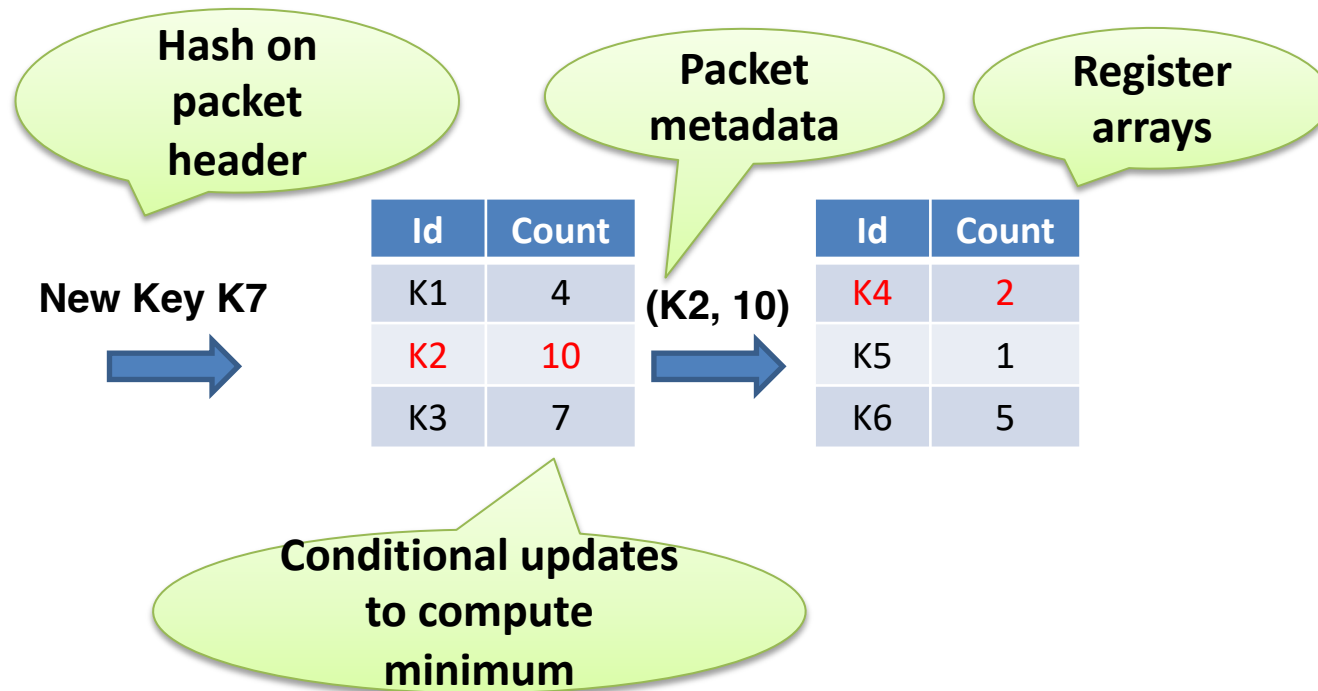 Hash on
packet
header
Packet
metadata
Register
arrays
New Key K7
Id Count
K1 4
K2 10
K3 7
(K2, 10)
Id Count
K4 2
K5 1
K6 5
Conditional updates
to compute
minimum